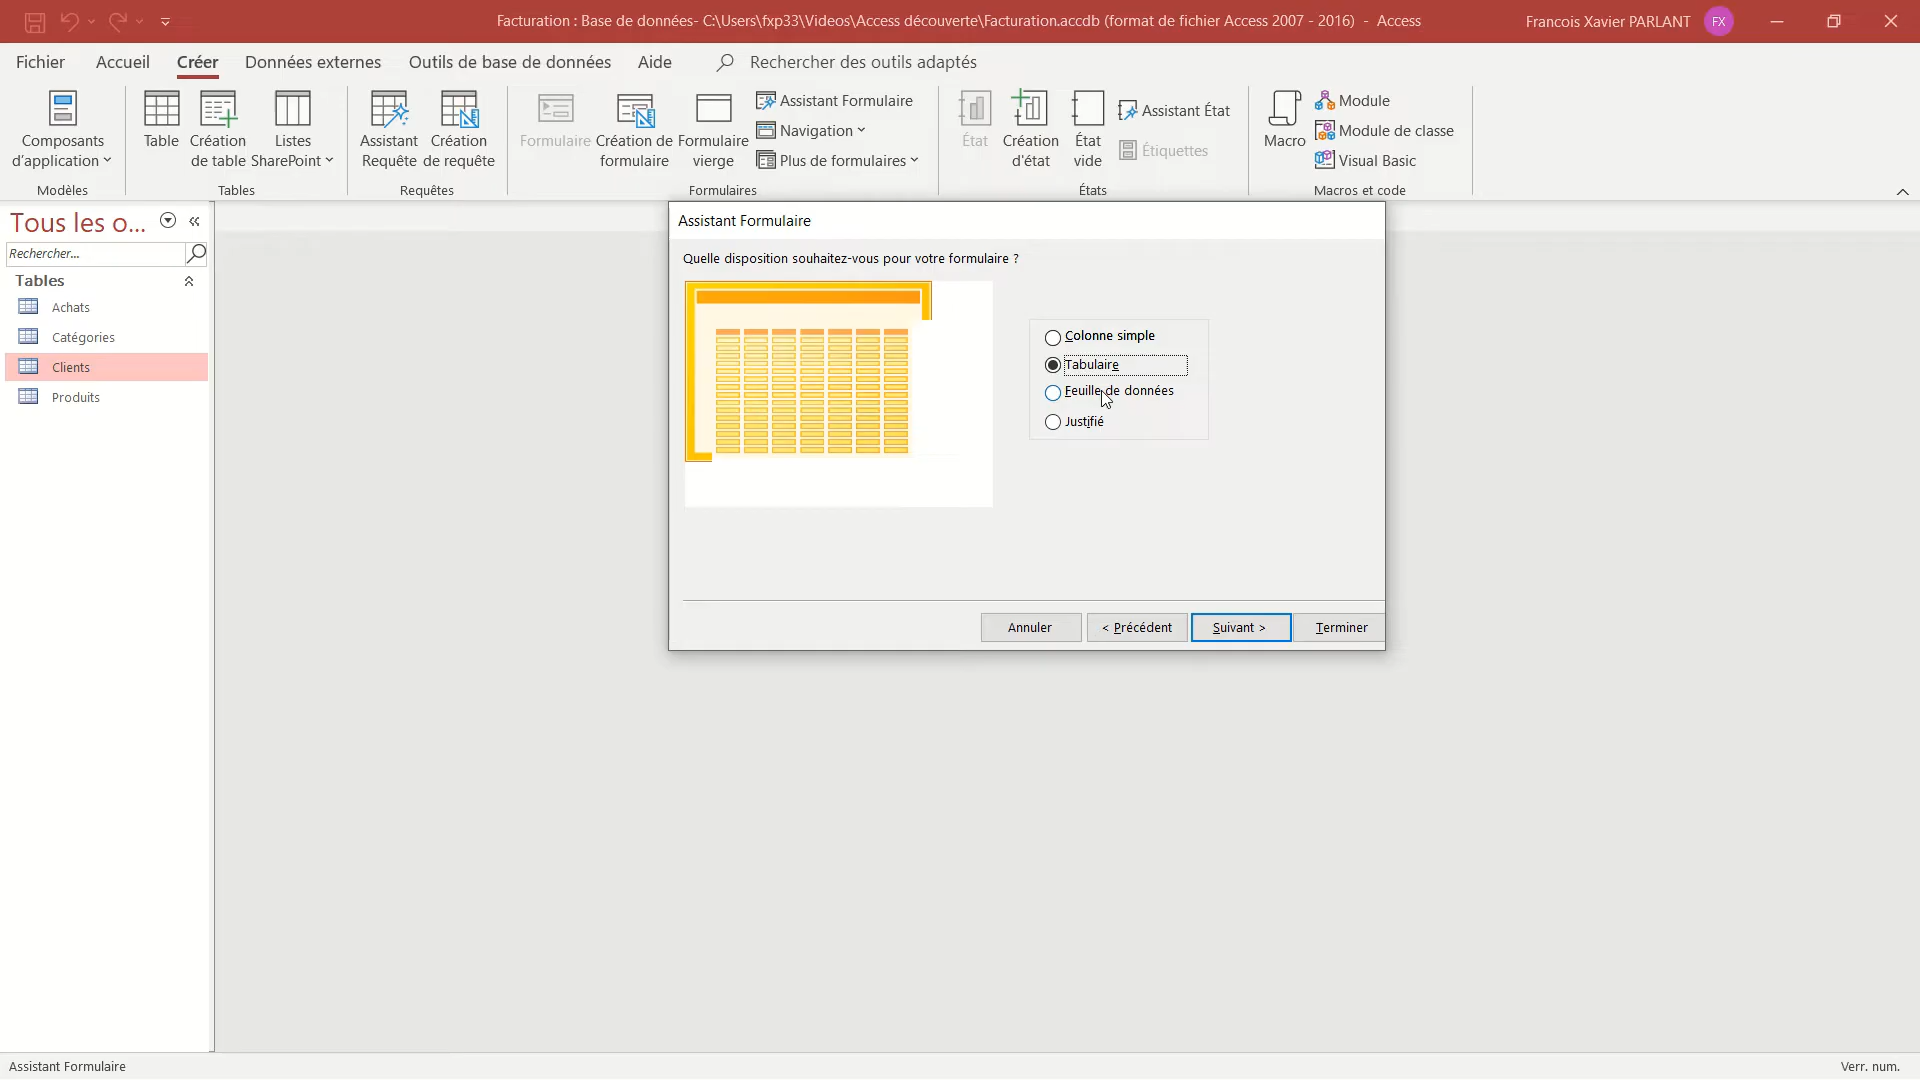 Facturation : Base de données- C:\Users\fxp33\Videos\Access découverte\Facturation.accdb (format de fichier Access 2007 - 2016) - Access
Francois Xavier PARLANT
FX
Fichier Accueil Créer Données externes Outils de base de données Aide Rechercher des outils adaptés
Composants d'application
Modèles
Table
Création de table
Listes SharePoint
Tables
Assistant Requête
Création de requête
Requêtes
Formulaire
Création de formulaire
Formulaire vierge
Assistant Formulaire
Navigation
Plus de formulaires
Formulaires
État
Création d'état
État vide
Assistant État
Étiquettes
États
Macro
Module
Module de classe
Visual Basic
Macros et code
Tous les o...
Rechercher...
Tables
Achats
Catégories
Clients
Produits
Assistant Formulaire
Quelle disposition souhaitez-vous pour votre formulaire ?
Colonne simple
Tabulaire
Feuille de données
Justifié
Annuler
< Précédent
Suivant >
Terminer
Assistant Formulaire
Verr. num.